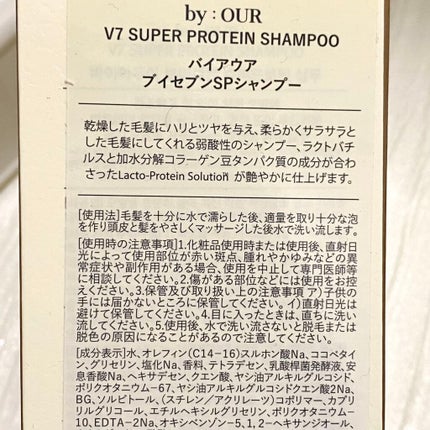 by : OUR
V7 SUPER PROTEIN SHAMPOO
バイアウア
ブイセブンSPシャンプー
乾燥した毛髪にハリとツヤを与え、柔らかくサラサラと
した毛髪にしてくれる弱酸性のシャンプー、ラクトバチ
ルスと加水分解コラーゲン豆タンパク質の成分が合わ
さったLacto-Protein Solutionが艶やかに仕上げます。
[使用法]毛髪を十分に水で濡らした後、適量を取り十分な泡
を作り頭皮と髪をやさしくマッサージした後水で洗い流します。
[使用時の注意事項]1.化粧品使用時または使用後、直射日
光によって使用部位が赤い斑点、腫れやかゆみなどの異
常症状や副作用がある場合、使用を中止して専門医師等
に相談してください。2.傷がある部位などには使用をお控
えください。3.保管及び取り扱い上の注意事項 ア)子供の
手には届かないところに保管してください。イ)直射日光は
避けて保管してください。4.目に入ったときは、直ちに洗い
流してください。5.使用後、水で洗い流さないと脱毛または
脱色の原因になることがあるので注意してください。
[成分表示]水、オレフィン(C14-16)スルホン酸Na、ココベタイ
ン、グリセリン、塩化Na、香料、テトラデセン、乳酸桿菌発酵液、安
息香酸Na、ヘキサデセン、クエン酸、ヤシ油アルキルグルコシド、
ポリクオタニウム-67、ヤシ油アルキルグルコシドクエン酸2Na、
BG、ソルビトール、(スチレン/アクリレーツ)コポリマー、カプリ
リルグリコール、エチルヘキシルグリセリン、ポリクオタニウム-
10、EDTA-2Na、オキシベンゾン-5、1,2-ヘキサンジオール、